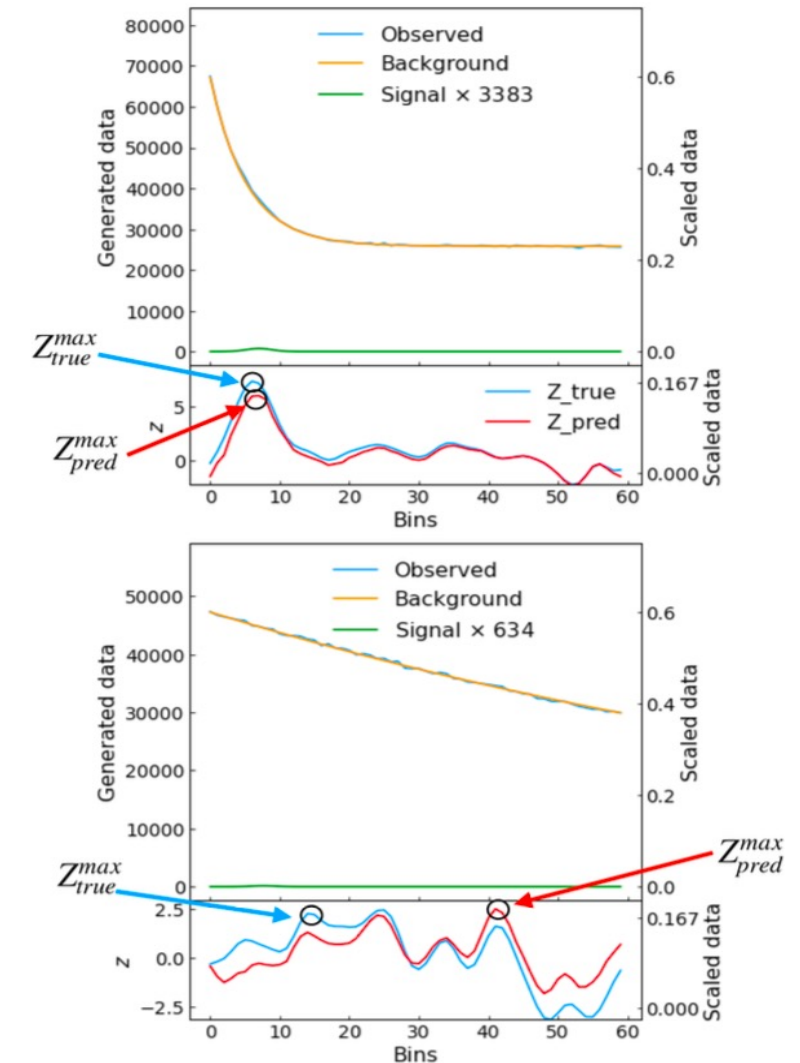 80000
70000
60000
50000
40000
30000
20000
10000
0
Generated data
Observed
Background
Signal × 3383
0.6
0.4
0.2
0.0
Scaled data
Z_true^max
Z_pred^max
5
0
z
Z_true
Z_pred
0.167
0.000
Scaled data
0 10 20 30 40 50 60
Bins
50000
40000
30000
20000
10000
0
Generated data
Observed
Background
Signal × 634
0.6
0.4
0.2
0.0
Scaled data
Z_true^max
Z_pred^max
2.5
0.0
−2.5
z
0.167
0.000
Scaled data
0 10 20 30 40 50 60
Bins